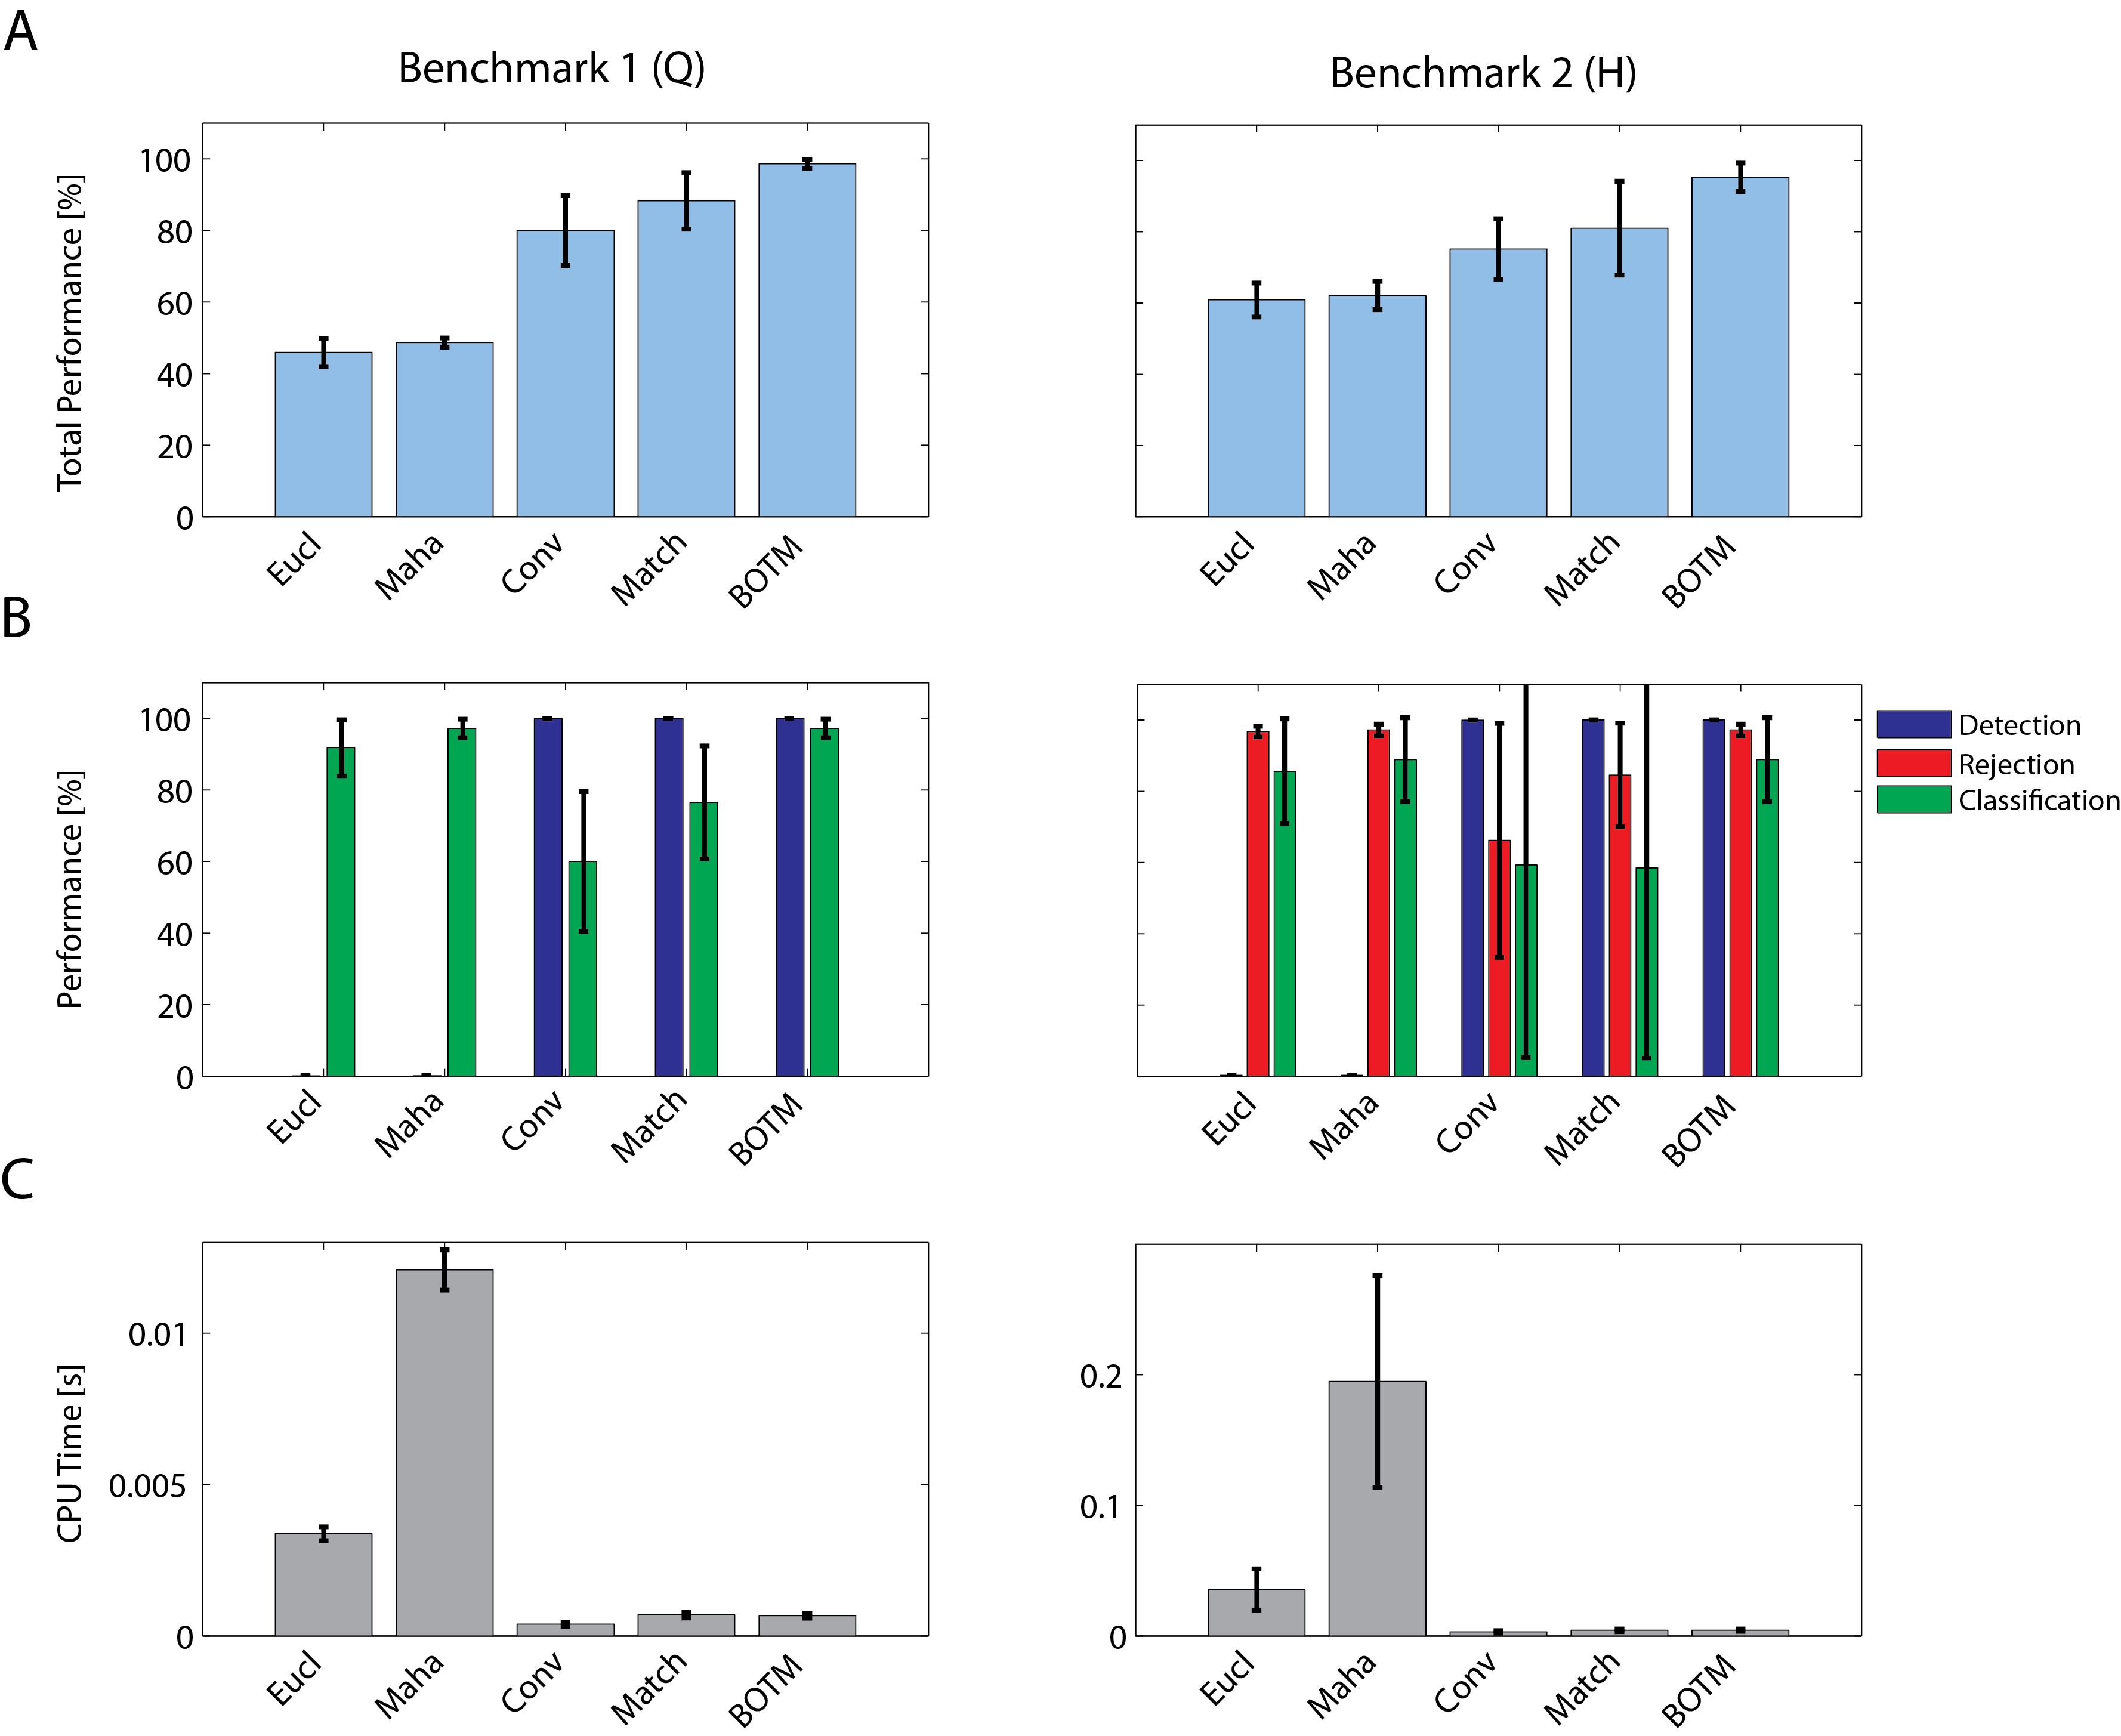 A
Benchmark 1 (Q)
Benchmark 2 (H)
Total Performance [%]
100
80
60
40
20
0
Eucl
Maha
Conv
Match
BOTM
Eucl
Maha
Conv
Match
BOTM
B
Performance [%]
100
80
60
40
20
0
Eucl
Maha
Conv
Match
BOTM
Eucl
Maha
Conv
Match
BOTM
Detection
Rejection
Classification
C
CPU Time [s]
0.01
0.005
0
Eucl
Maha
Conv
Match
BOTM
0.2
0.1
0
Eucl
Maha
Conv
Match
BOTM